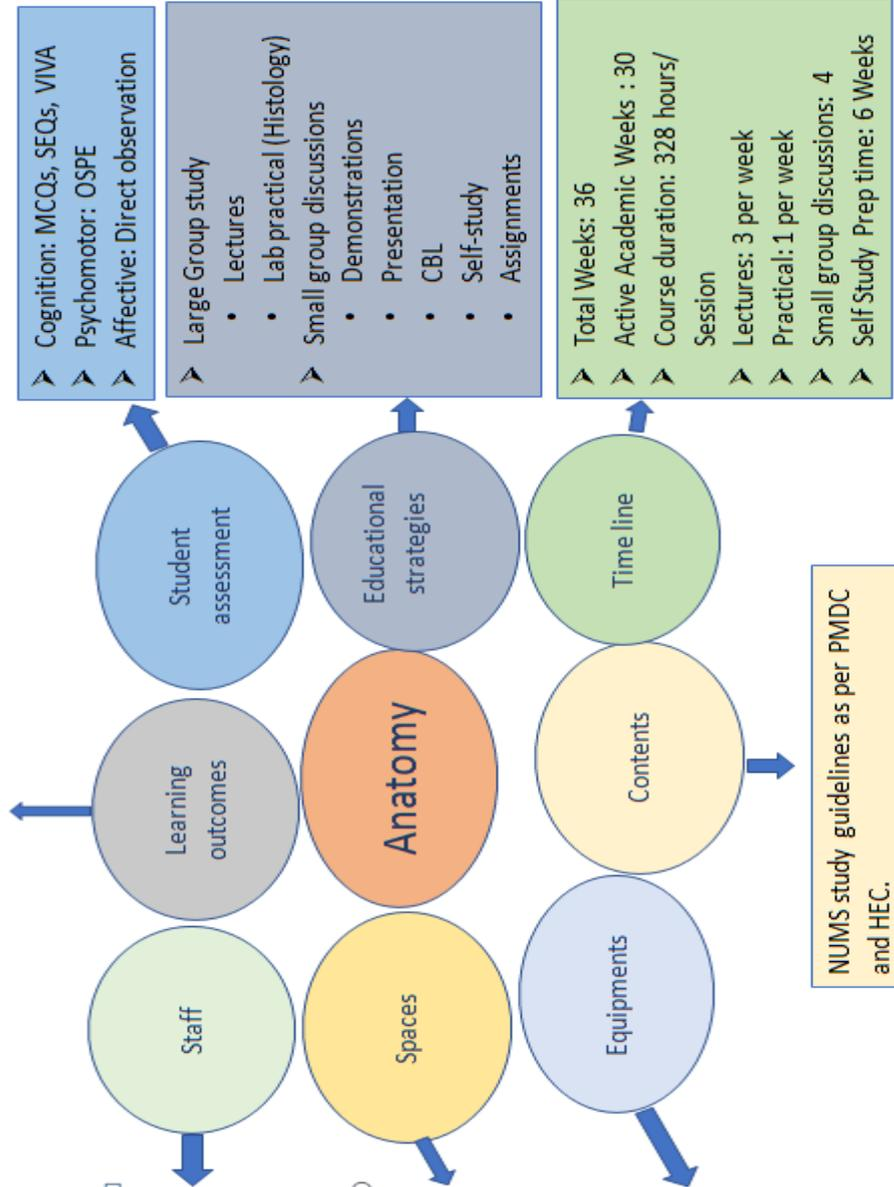 Staff
Learning
outcomes
Student
assessment
Spaces
Anatomy
Educational
strategies
Equipments
Contents
Time line
➤ Cognition: MCQs, SEQs, VIVA
➤ Psychomotor: OSPE
➤ Affective: Direct observation
➤ Large Group study
• Lectures
• Lab practical (Histology)
➤ Small group discussions
• Demonstrations
• Presentation
• CBL
• Self-study
• Assignments
➤ Total Weeks: 36
➤ Active Academic Weeks : 30
➤ Course duration: 328 hours/
Session
➤ Lectures: 3 per week
➤ Practical: 1 per week
➤ Small group discussions: 4
➤ Self Study Prep time: 6 Weeks
NUMS study guidelines as per PMDC
and HEC.